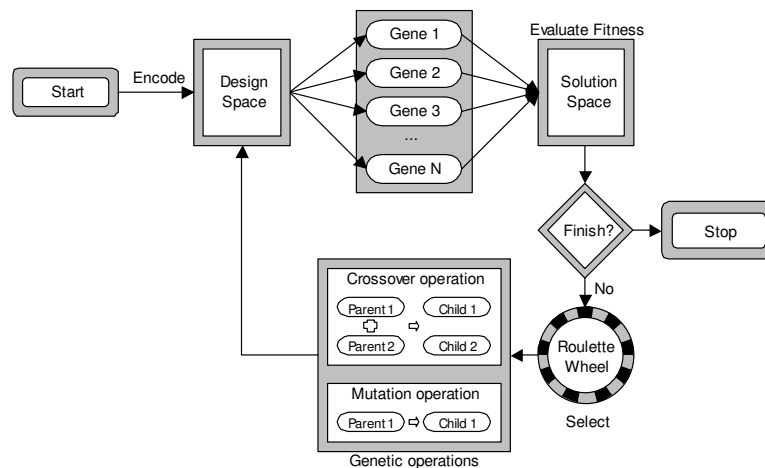 Start
Encode
Design
Space
Gene 1
Gene 2
Gene 3
...
Gene N
Evaluate Fitness
Solution
Space
Finish?
Stop
No
Roulette
Wheel
Select
Crossover operation
Parent 1
Child 1
Parent 2
Child 2
Mutation operation
Parent 1
Child 1
Genetic operations